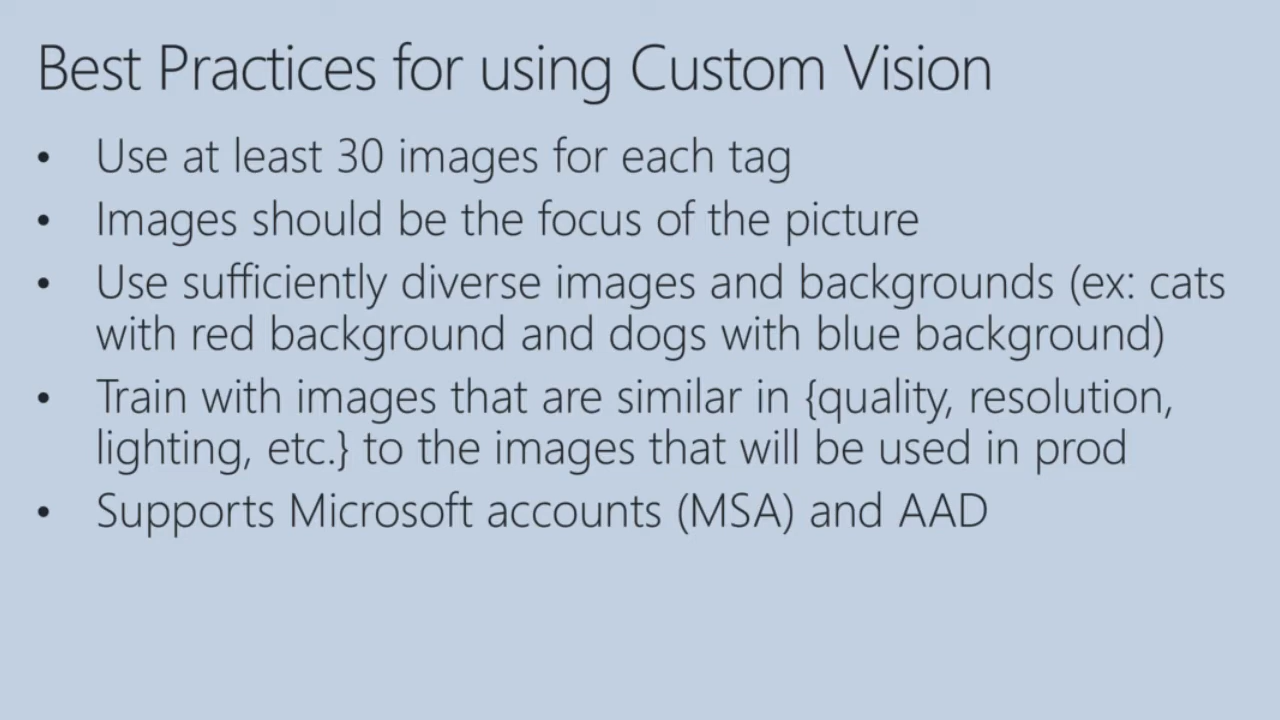 Best Practices for using Custom Vision
• Use at least 30 images for each tag
• Images should be the focus of the picture
• Use sufficiently diverse images and backgrounds (ex: cats
with red background and dogs with blue background)
• Train with images that are similar in {quality, resolution,
lighting, etc.} to the images that will be used in prod
• Supports Microsoft accounts (MSA) and AAD